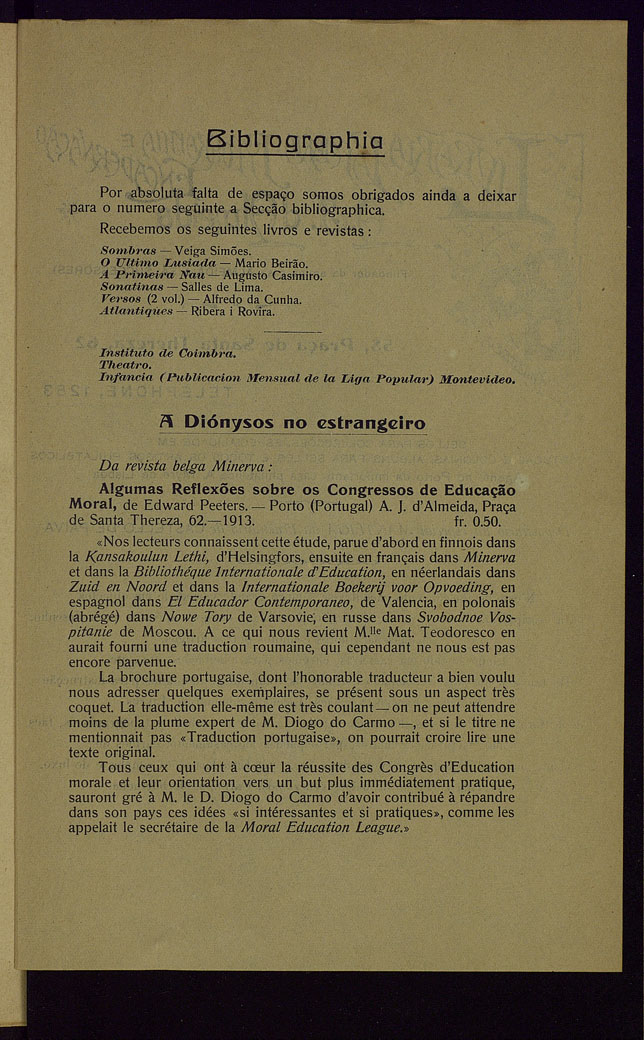 Bibliographia
Por absoluta falta de espaço somos obrigados ainda a deixar
para o numero seguinte a Secção bibliographica.
Recebemos os seguintes livros e revistas :
Sombras — Veiga Simões.
O Ultimo Lusiada — Mario Beirão.
A Primeira Nau — Augusto Casimiro.
Sonatinas — Salles de Lima.
Versos (2 vol.) — Alfredo da Cunha.
Atlantiques — Ribera i Rovira.
Instituto de Coimbra.
Theatro.
Infancia (Publicacion Mensual de la Liga Popular) Montevideo.
A Diónysos no estrangeiro
Da revista belga Minerva :
Algumas Reflexões sobre os Congressos de Educação
Moral, de Edward Peeters. — Porto (Portugal) A. J. d'Almeida, Praça
de Santa Thereza, 62.—1913. fr. 0.50.
«Nos lecteurs connaissent cette étude, parue d'abord en finnois dans
la Kansakoulun Lethi, d'Helsingfors, ensuite en français dans Minerva
et dans la Bibliothéque Internationale d'Education, en néerlandais dans
Zuid en Noord et dans la Internationale Boekerij voor Opvoeding, en
espagnol dans El Educador Contemporaneo, de Valencia, en polonais
(abrégé) dans Nowe Tory de Varsovie, en russe dans Svobodnoe Vos-
pitanie de Moscou. A ce qui nous revient M.lle Mat. Teodoresco en
aurait fourni une traduction roumaine, qui cependant ne nous est pas
encore parvenue.
La brochure portugaise, dont l'honorable traducteur a bien voulu
nous adresser quelques exemplaires, se présent sous un aspect très
coquet. La traduction elle-même est très coulant — on ne peut attendre
moins de la plume expert de M. Diogo do Carmo —, et si le titre ne
mentionnait pas «Traduction portugaise», on pourrait croire lire une
texte original.
Tous ceux qui ont à cœur la réussite des Congrès d'Education
morale et leur orientation vers un but plus immédiatement pratique,
sauront gré à M. le D. Diogo do Carmo d'avoir contribué à répandre
dans son pays ces idées «si intéressantes et si pratiques», comme les
appelait le secrétaire de la Moral Education League.»